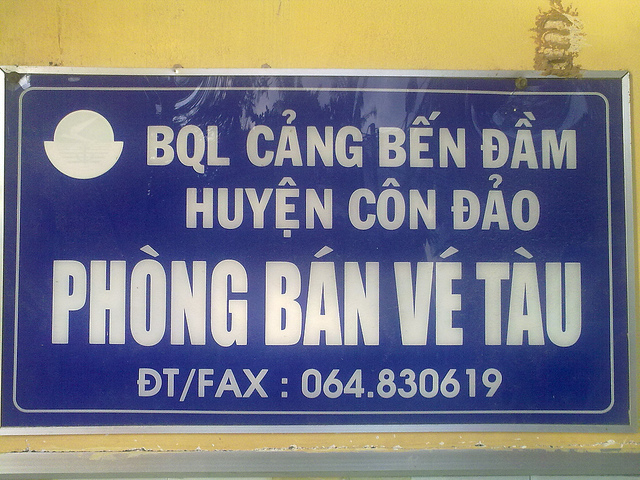 BQL CẢNG BẾN ĐẦM
HUYỆN CÔN ĐẢO
PHÒNG BÁN VÉ TÀU
ĐT/FAX : 064.830619